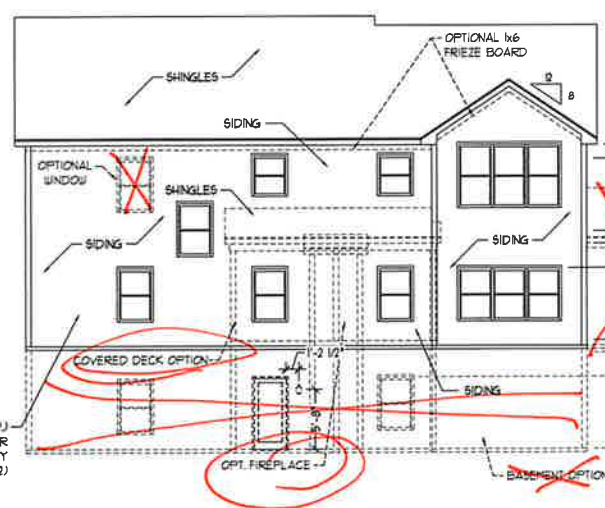 OPTIONAL 1x6
FRIEZE BOARD
SHINGLES
12
8
SIDING
OPTIONAL
WINDOW
SHINGLES
SIDING
SIDING
COVERED DECK OPTION
1'-2 1/2"
SIDING
5'-8"
OPT. FIREPLACE
BASEMENT OPTION